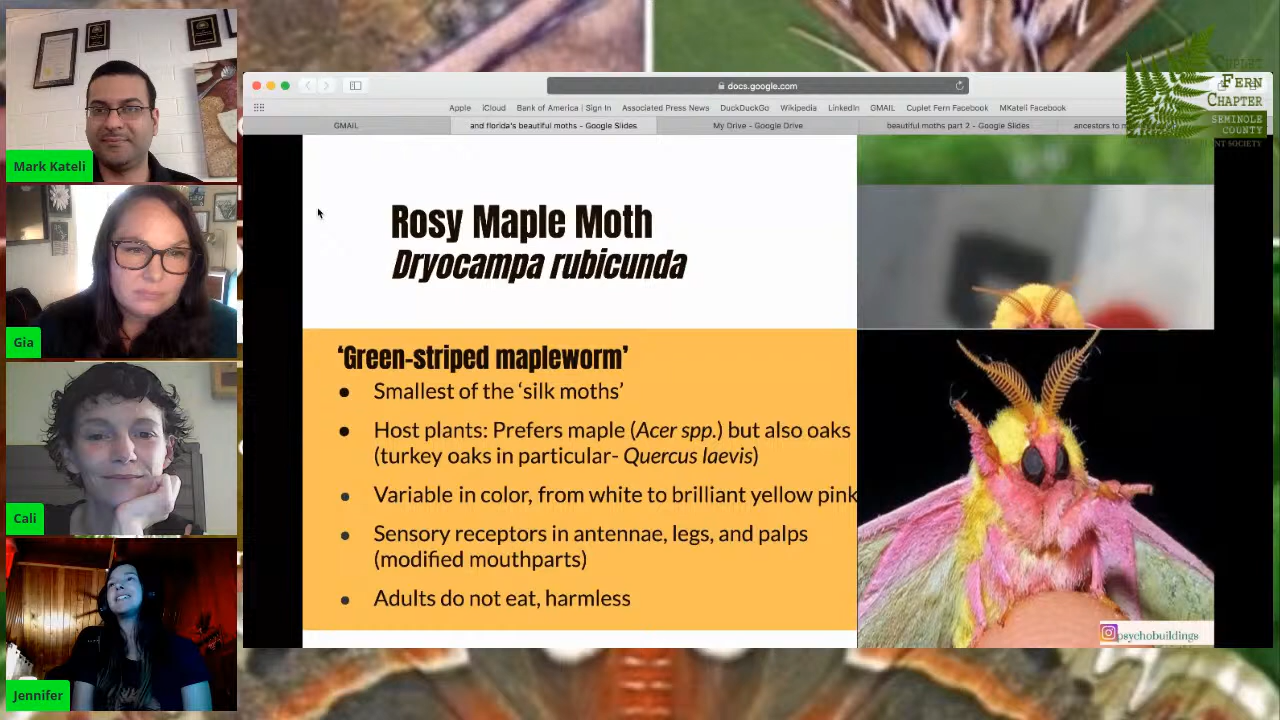 Mark Kateli
Gia
Cali
Jennifer
docs.google.com
Apple iCloud Bank of America | Sign In Associated Press News DuckDuckGo Wikipedia LinkedIn GMAIL Cuplet Fern Facebook MKateli Facebook
GMAIL and florida's beautiful moths - Google Slides My Drive - Google Drive beautiful moths part 2 - Google Slides ancestors to
CUPLET
FERN
CHAPTER
SEMINOLE
COUNTY
NT SOCIETY
Rosy Maple Moth
Dryocampa rubicunda
‘Green-striped mapleworm’
• Smallest of the ‘silk moths’
• Host plants: Prefers maple (Acer spp.) but also oaks
(turkey oaks in particular- Quercus laevis)
• Variable in color, from white to brilliant yellow pink
• Sensory receptors in antennae, legs, and palps
(modified mouthparts)
• Adults do not eat, harmless
psychobuildings